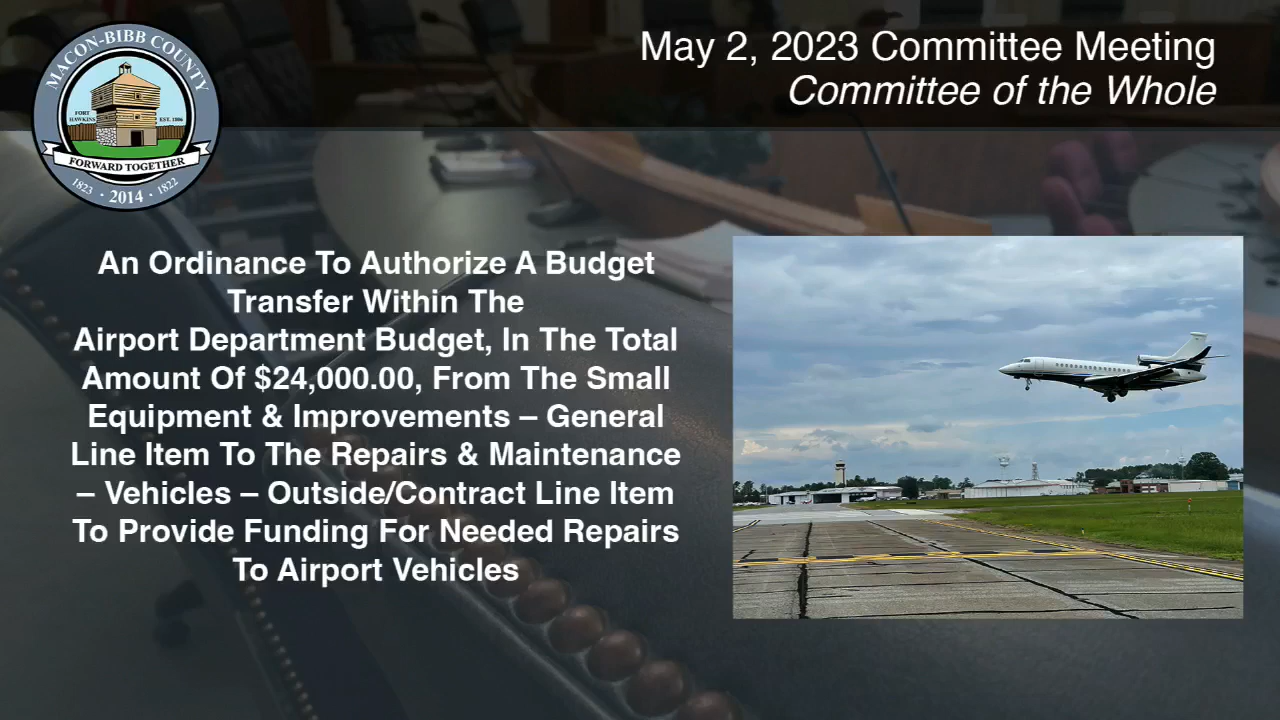 MACON-BIBB COUNTY
FORT HAWKINS
EST. 1806
FORWARD TOGETHER
1823 · 2014 · 1822
May 2, 2023 Committee Meeting
Committee of the Whole
An Ordinance To Authorize A Budget
Transfer Within The
Airport Department Budget, In The Total
Amount Of $24,000.00, From The Small
Equipment & Improvements – General
Line Item To The Repairs & Maintenance
– Vehicles – Outside/Contract Line Item
To Provide Funding For Needed Repairs
To Airport Vehicles